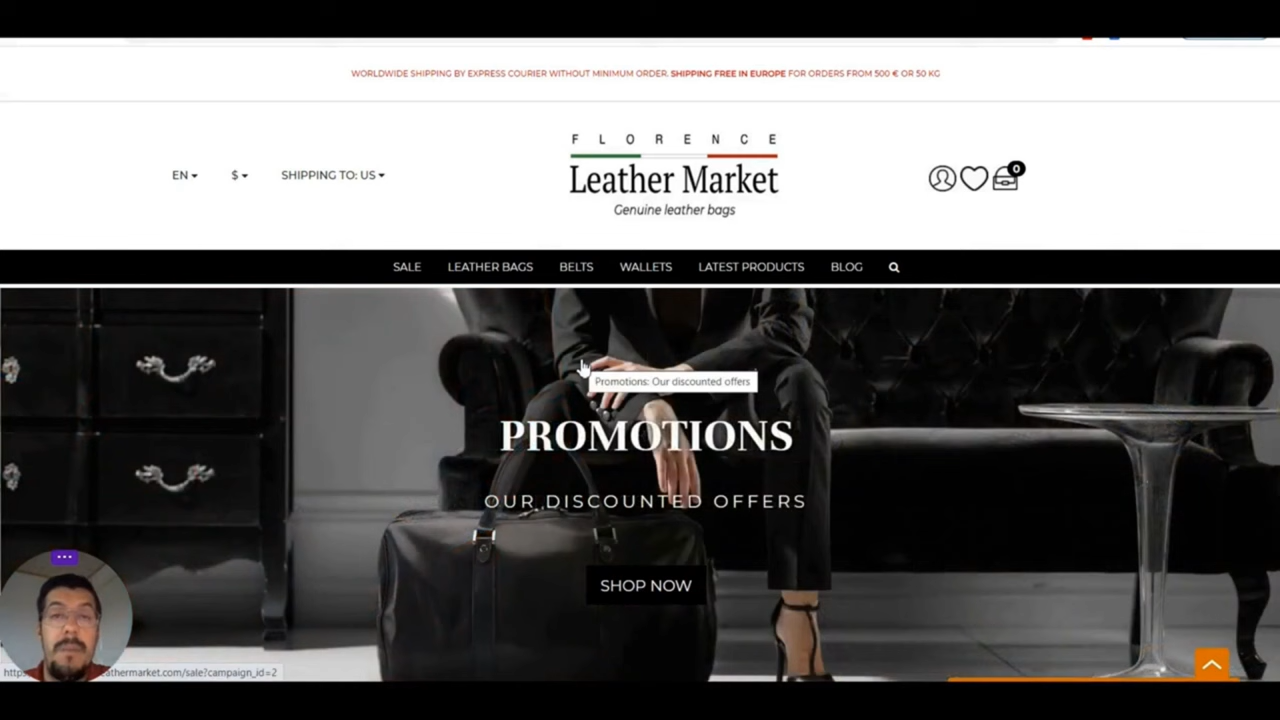 WORLDWIDE SHIPPING BY EXPRESS COURIER WITHOUT MINIMUM ORDER. SHIPPING FREE IN EUROPE FOR ORDERS FROM 500 € OR 50 KG
FLORENCE
Leather Market
Genuine leather bags
EN
$
SHIPPING TO: US
0
SALE
LEATHER BAGS
BELTS
WALLETS
LATEST PRODUCTS
BLOG
Promotions: Our discounted offers
PROMOTIONS
OUR DISCOUNTED OFFERS
SHOP NOW
eathermarket.com/sale?campaign_id=2